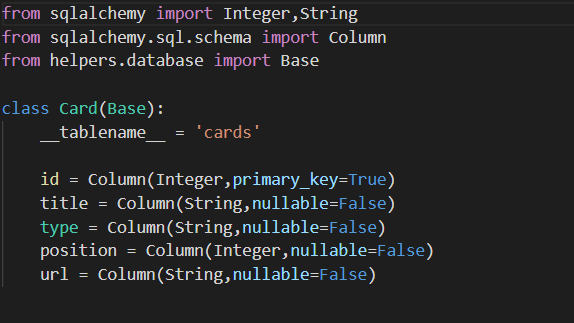 from sqlalchemy import Integer,String
from sqlalchemy.sql.schema import Column
from helpers.database import Base
class Card(Base):
__tablename__ = 'cards'
id = Column(Integer,primary_key=True)
title = Column(String,nullable=False)
type = Column(String,nullable=False)
position = Column(Integer,nullable=False)
url = Column(String,nullable=False)